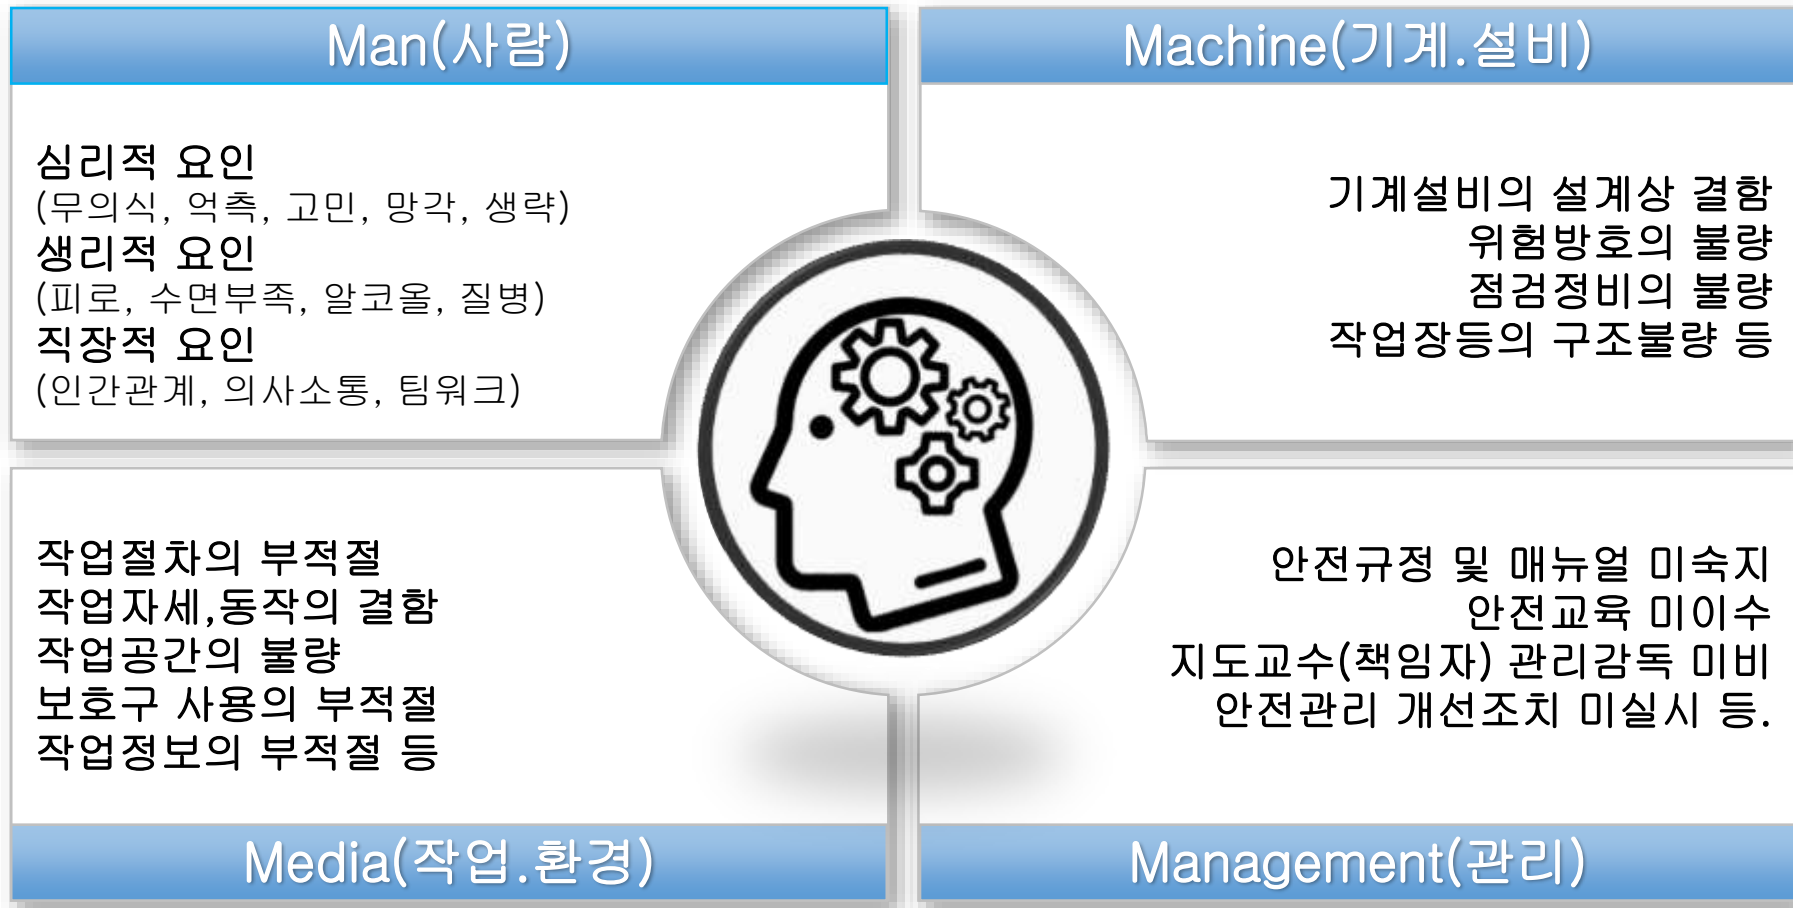 Man(사람)
심리적 요인
(무의식, 억측, 고민, 망각, 생략)
생리적 요인
(피로, 수면부족, 알코올, 질병)
직장적 요인
(인간관계, 의사소통, 팀워크)
Machine(기계.설비)
기계설비의 설계상 결함
위험방호의 불량
점검정비의 불량
작업장등의 구조불량 등
작업절차의 부적절
작업자세,동작의 결함
작업공간의 불량
보호구 사용의 부적절
작업정보의 부적절 등
Media(작업.환경)
안전규정 및 매뉴얼 미숙지
안전교육 미이수
지도교수(책임자) 관리감독 미비
안전관리 개선조치 미실시 등.
Management(관리)